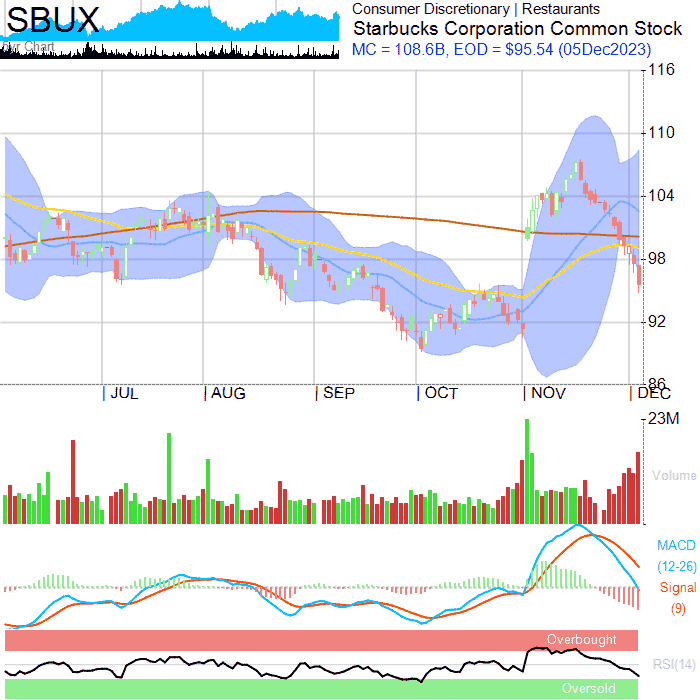 SBUX
Consumer Discretionary | Restaurants
Starbucks Corporation Common Stock
MC = 108.6B, EOD = $95.54 (05Dec2023)
5yr Chart
116
110
104
98
92
86
JUL
AUG
SEP
OCT
NOV
DEC
23M
Volume
MACD
(12-26)
Signal
(9)
Overbought
RSI(14)
Oversold